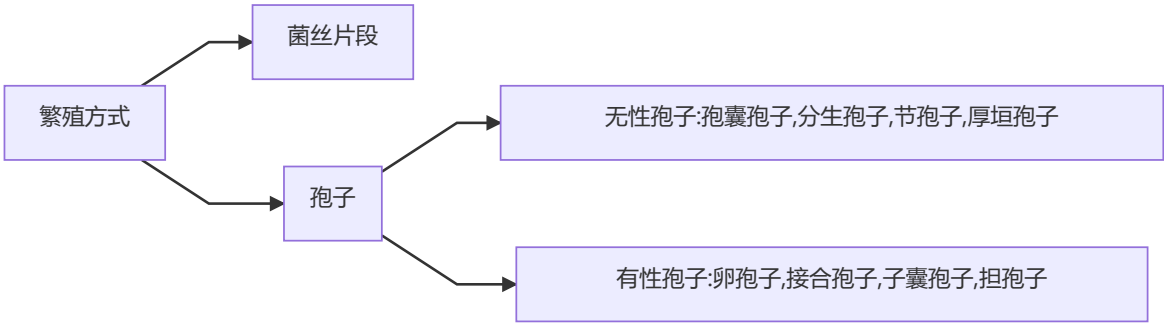 菌丝片段
繁殖方式
无性孢子:孢囊孢子,分生孢子,节孢子,厚垣孢子
孢子
有性孢子:卵孢子,接合孢子,子囊孢子,担孢子